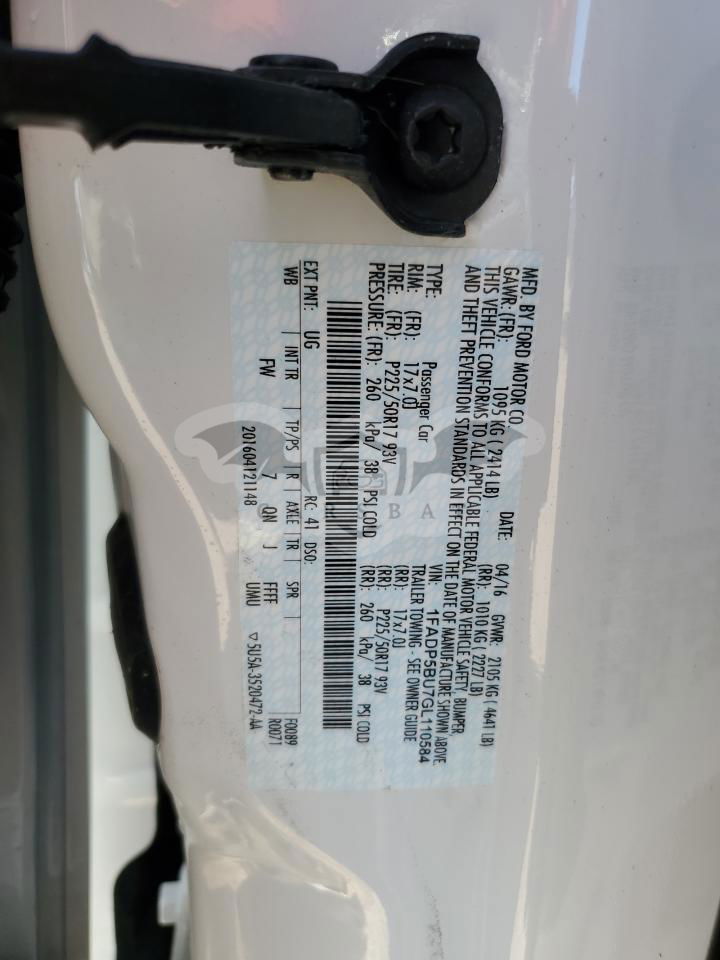 MFD. BY FORD MOTOR CO.
DATE: 04/16 GVWR: 2105 KG ( 4641 LB)
GAWR: (FR): 1095 KG ( 2414 LB) (RR): 1010 KG ( 2227 LB)
THIS VEHICLE CONFORMS TO ALL APPLICABLE FEDERAL MOTOR VEHICLE SAFETY, BUMPER,
AND THEFT PREVENTION STANDARDS IN EFFECT ON THE DATE OF MANUFACTURE SHOWN ABOVE.
VIN: 1FADP5BU7GL110584
TYPE: Passenger Car TRAILER TOWING - SEE OWNER GUIDE
RIM: (FR): 17x7.0J (RR): 17x7.0J
TIRE: (FR): P225/50R17 93V (RR): P225/50R17 93V
PRESSURE: (FR): 260 kPa/ 38 PSI COLD (RR): 260 kPa/ 38 PSI COLD
EXT PNT: UG RC: 41 DSO: F0089
WB INT TR TP/PS R AXLE TR SPR R0071
FW 7 QN J FFFF
201604121148 UMU ▽5U5A-3520472-AA